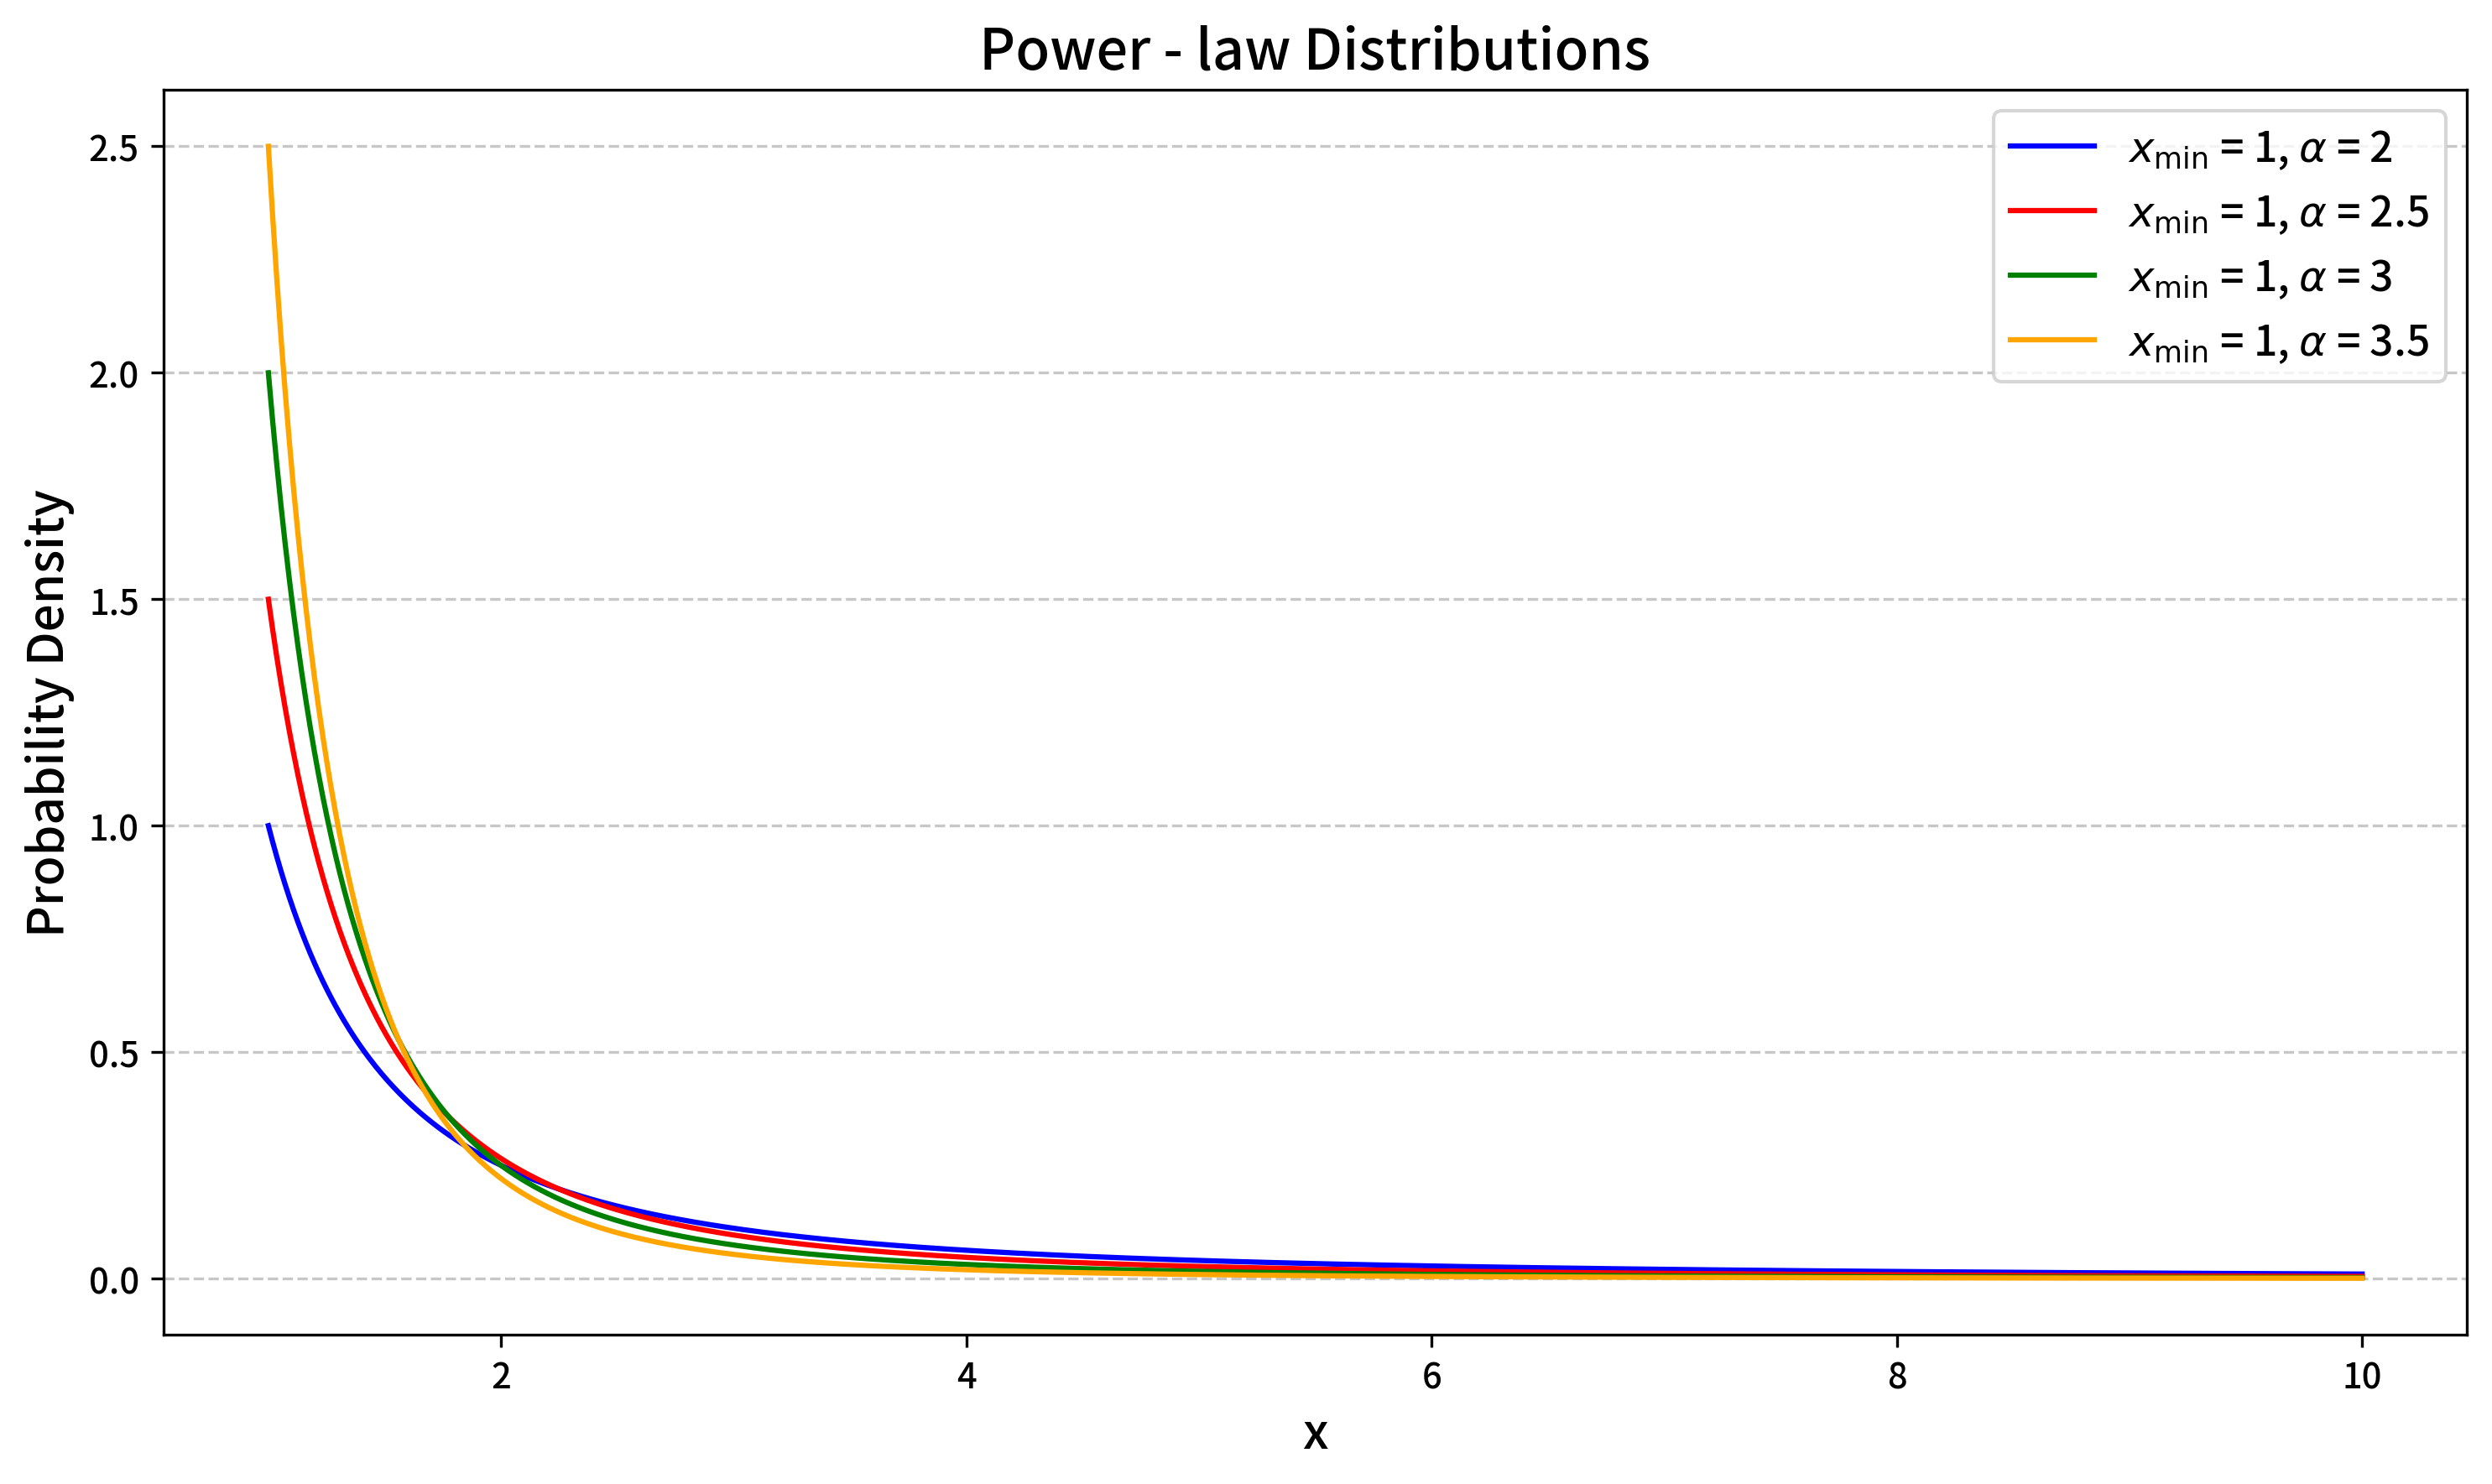 Power - law Distributions
Probability Density
2.5
2.0
1.5
1.0
0.5
0.0
x_min = 1, α = 2
x_min = 1, α = 2.5
x_min = 1, α = 3
x_min = 1, α = 3.5
2 4 6 8 10
x